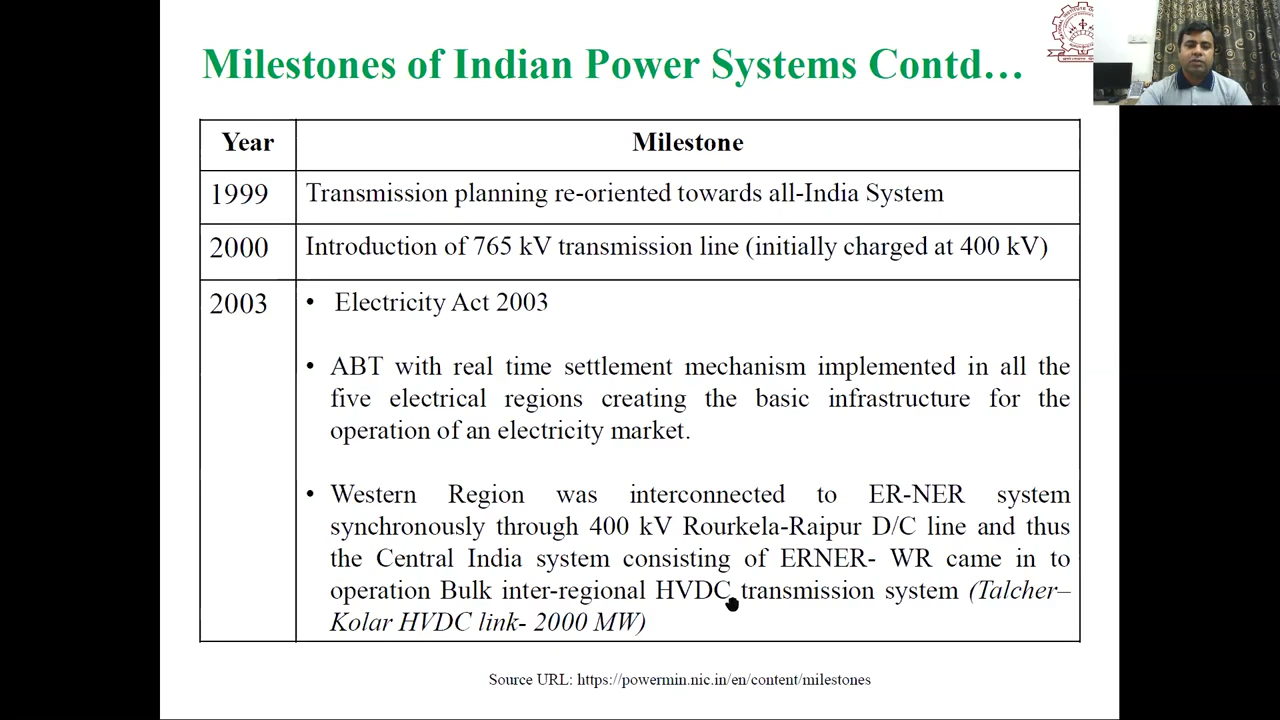 Milestones of Indian Power Systems Contd…
Year Milestone
1999 Transmission planning re-oriented towards all-India System
2000 Introduction of 765 kV transmission line (initially charged at 400 kV)
2003 • Electricity Act 2003
• ABT with real time settlement mechanism implemented in all the
five electrical regions creating the basic infrastructure for the
operation of an electricity market.
• Western Region was interconnected to ER-NER system
synchronously through 400 kV Rourkela-Raipur D/C line and thus
the Central India system consisting of ERNER- WR came in to
operation Bulk inter-regional HVDC transmission system (Talcher–
Kolar HVDC link- 2000 MW)
Source URL: https://powermin.nic.in/en/content/milestones